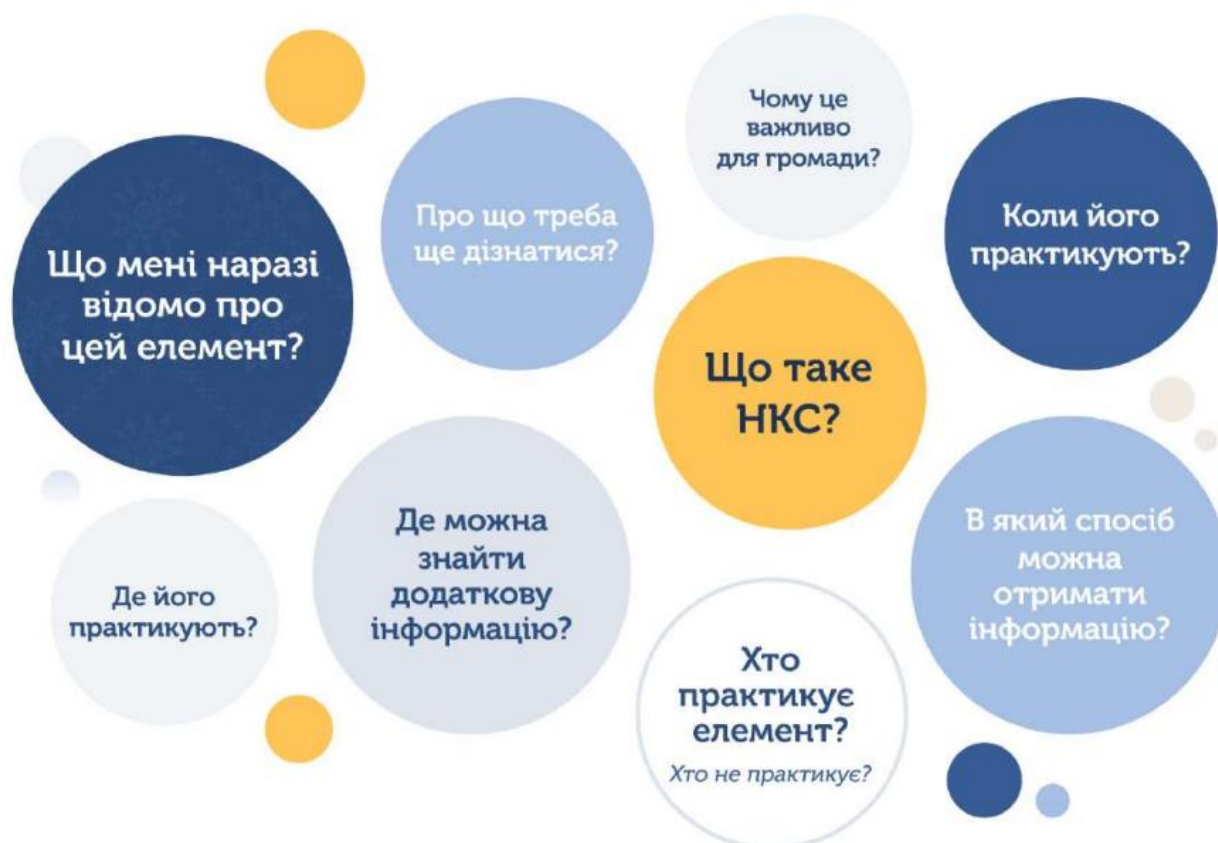 Чому це
важливо
для громади?
Про що треба
ще дізнатися?
Коли його
практикують?
Що мені наразі
відомо про
цей елемент?
Що таке
НКС?
Де можна
знайти
додаткову
інформацію?
В який спосіб
можна
отримати
інформацію?
Де його
практикують?
Хто
практикує
елемент?
Хто не практикує?